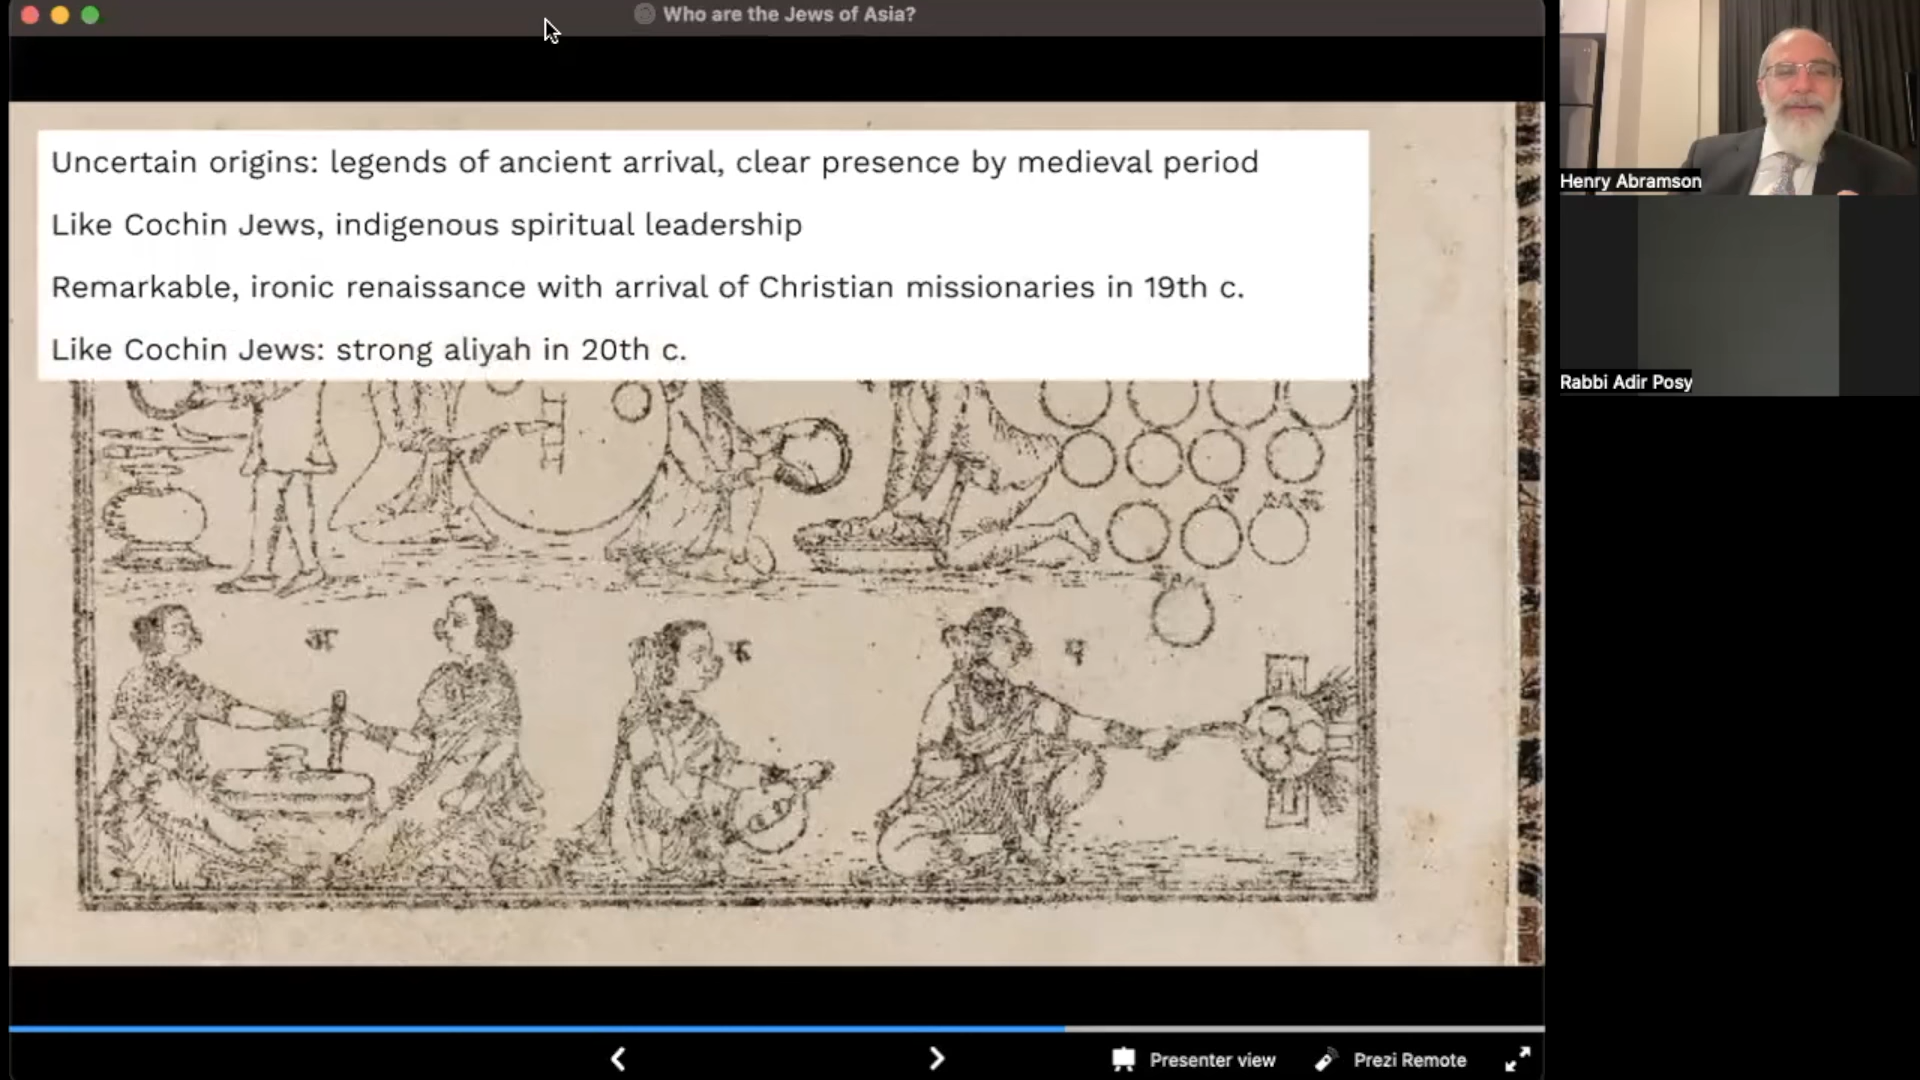 Who are the Jews of Asia?
Uncertain origins: legends of ancient arrival, clear presence by medieval period
Like Cochin Jews, indigenous spiritual leadership
Remarkable, ironic renaissance with arrival of Christian missionaries in 19th c.
Like Cochin Jews: strong aliyah in 20th c.
Henry Abramson
Rabbi Adir Posy
Presenter view
Prezi Remote